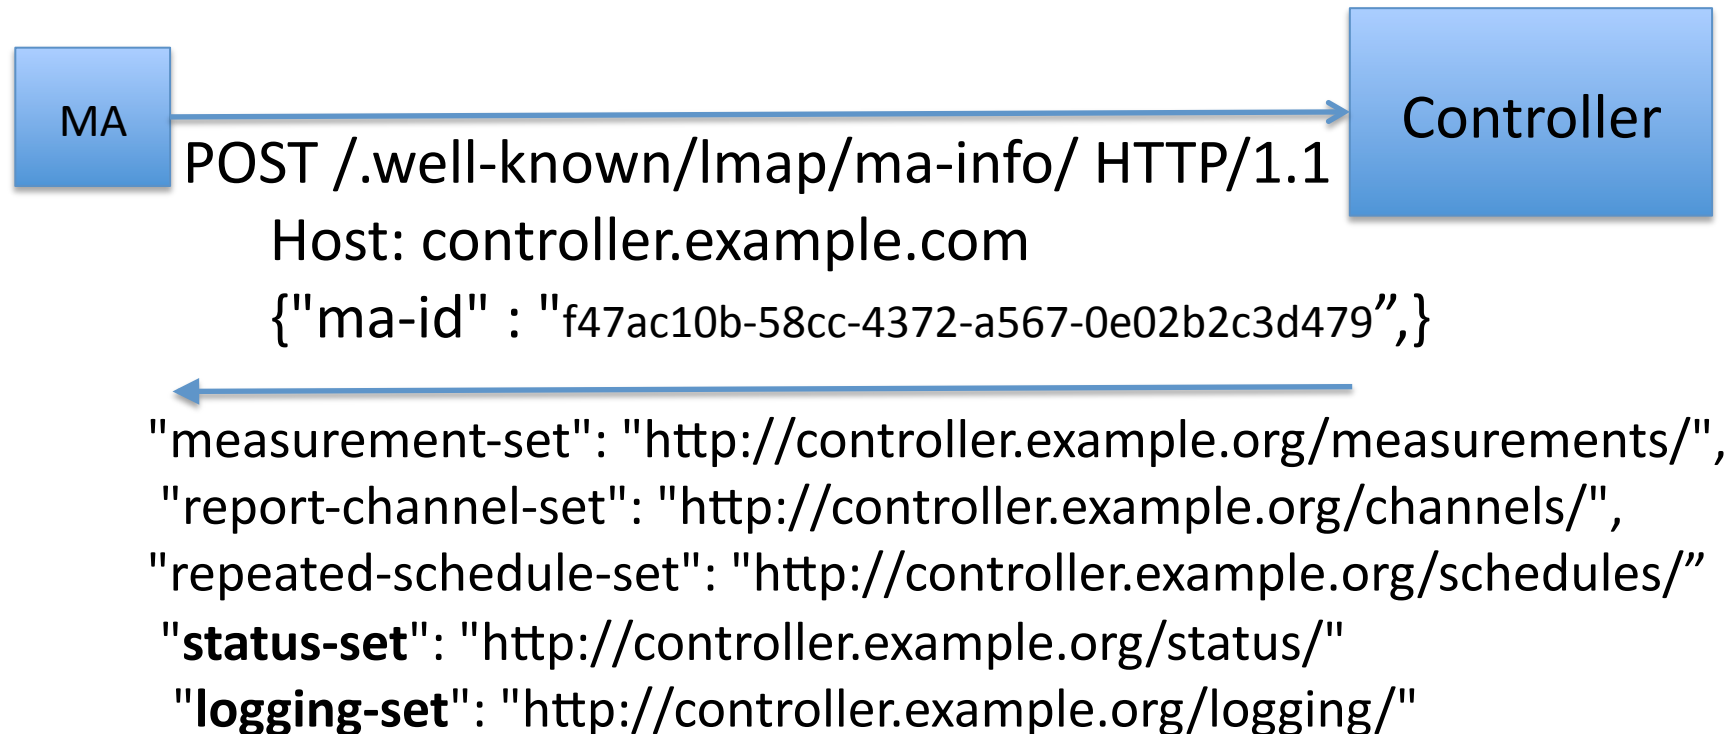 MA
Controller
POST /.well-known/lmap/ma-info/ HTTP/1.1
Host: controller.example.com
{"ma-id" : "f47ac10b-58cc-4372-a567-0e02b2c3d479”,}
"measurement-set": "http://controller.example.org/measurements/",
"report-channel-set": "http://controller.example.org/channels/",
"repeated-schedule-set": "http://controller.example.org/schedules/”
"status-set": "http://controller.example.org/status/"
"logging-set": "http://controller.example.org/logging/"